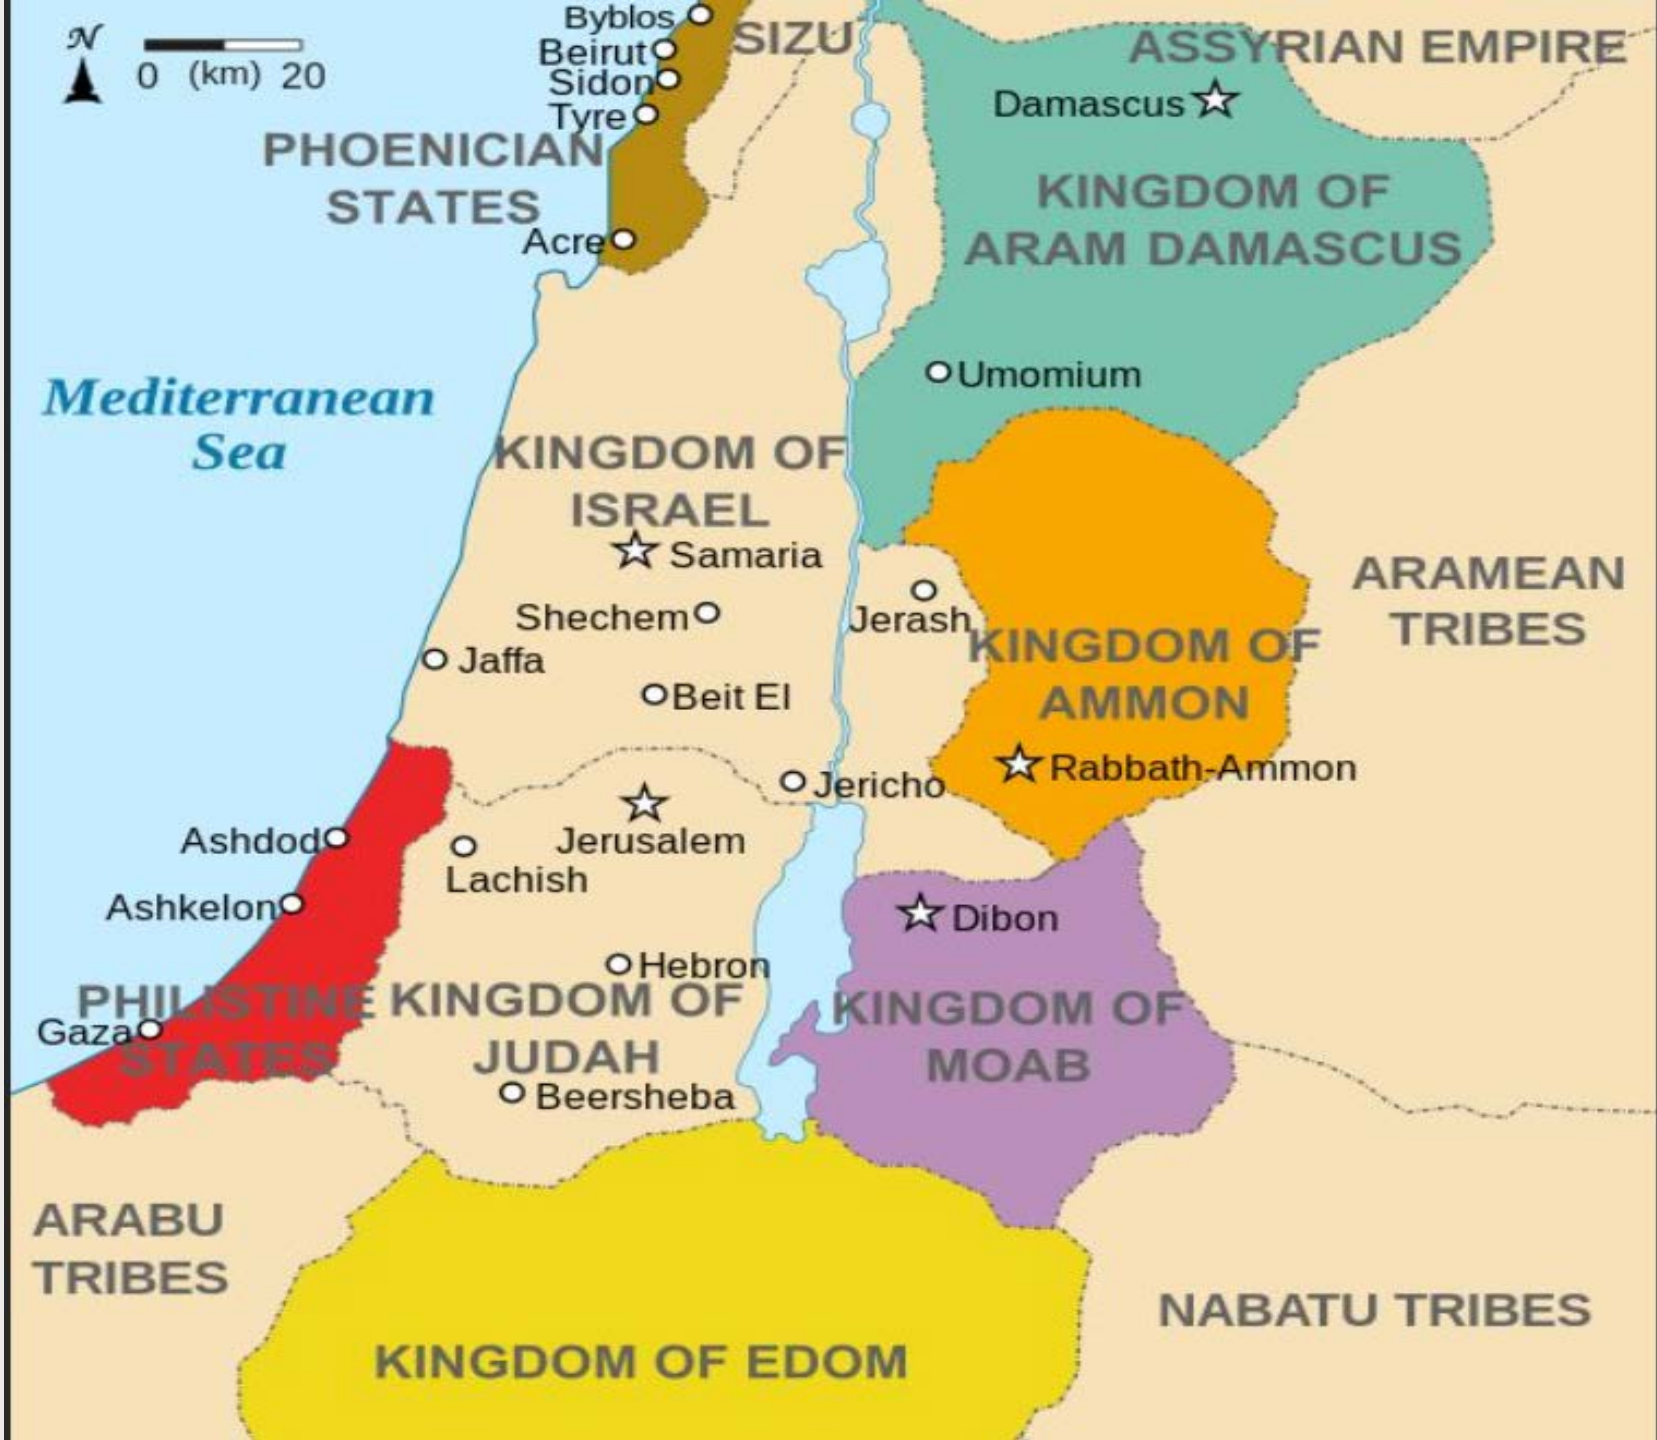 Byblos
SIZU
N
0 (km) 20
Beirut
ASSYRIAN EMPIRE
Sidon
Damascus
Tyre
PHOENICIAN
STATES
KINGDOM OF
ARAM DAMASCUS
Acre
Mediterranean
Sea
Umomium
KINGDOM OF
ISRAEL
Samaria
ARAMEAN
TRIBES
Shechem
Jerash
Jaffa
KINGDOM OF
AMMON
Beit El
Rabbath-Ammon
Jericho
Ashdod
Jerusalem
Lachish
Ashkelon
Dibon
Hebron
PHILISTINE
STATES
Gaza
KINGDOM OF
JUDAH
KINGDOM OF
MOAB
Beersheba
ARABU
TRIBES
NABATU TRIBES
KINGDOM OF EDOM